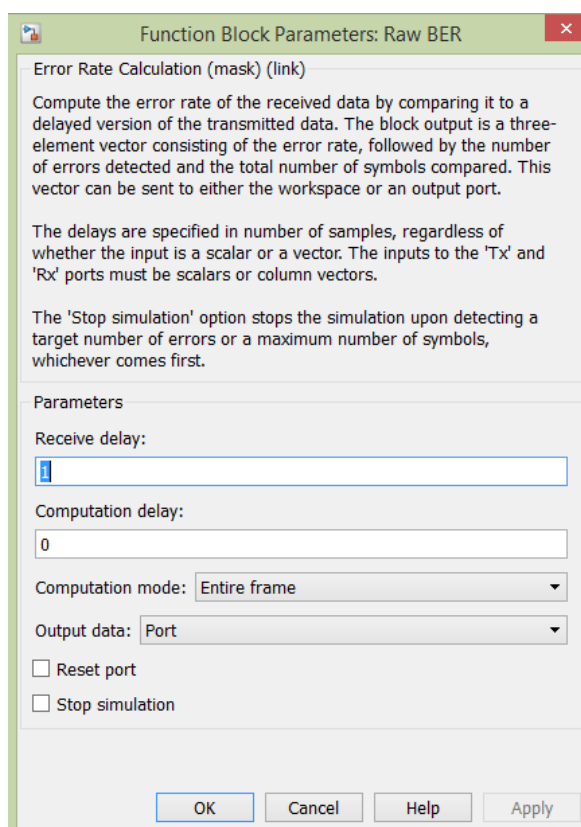 Function Block Parameters: Raw BER
Error Rate Calculation (mask) (link)
Compute the error rate of the received data by comparing it to a
delayed version of the transmitted data. The block output is a three-
element vector consisting of the error rate, followed by the number
of errors detected and the total number of symbols compared. This
vector can be sent to either the workspace or an output port.
The delays are specified in number of samples, regardless of
whether the input is a scalar or a vector. The inputs to the 'Tx' and
'Rx' ports must be scalars or column vectors.
The 'Stop simulation' option stops the simulation upon detecting a
target number of errors or a maximum number of symbols,
whichever comes first.
Parameters
Receive delay:
1
Computation delay:
0
Computation mode: Entire frame
Output data: Port
Reset port
Stop simulation
OK Cancel Help Apply